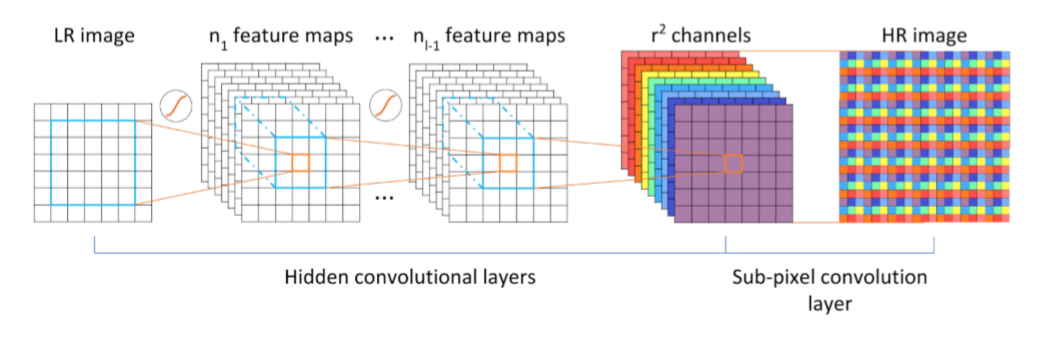 LR image
n₁ feature maps
...
nₗ₋₁ feature maps
r² channels
HR image
...
Hidden convolutional layers
Sub-pixel convolution
layer